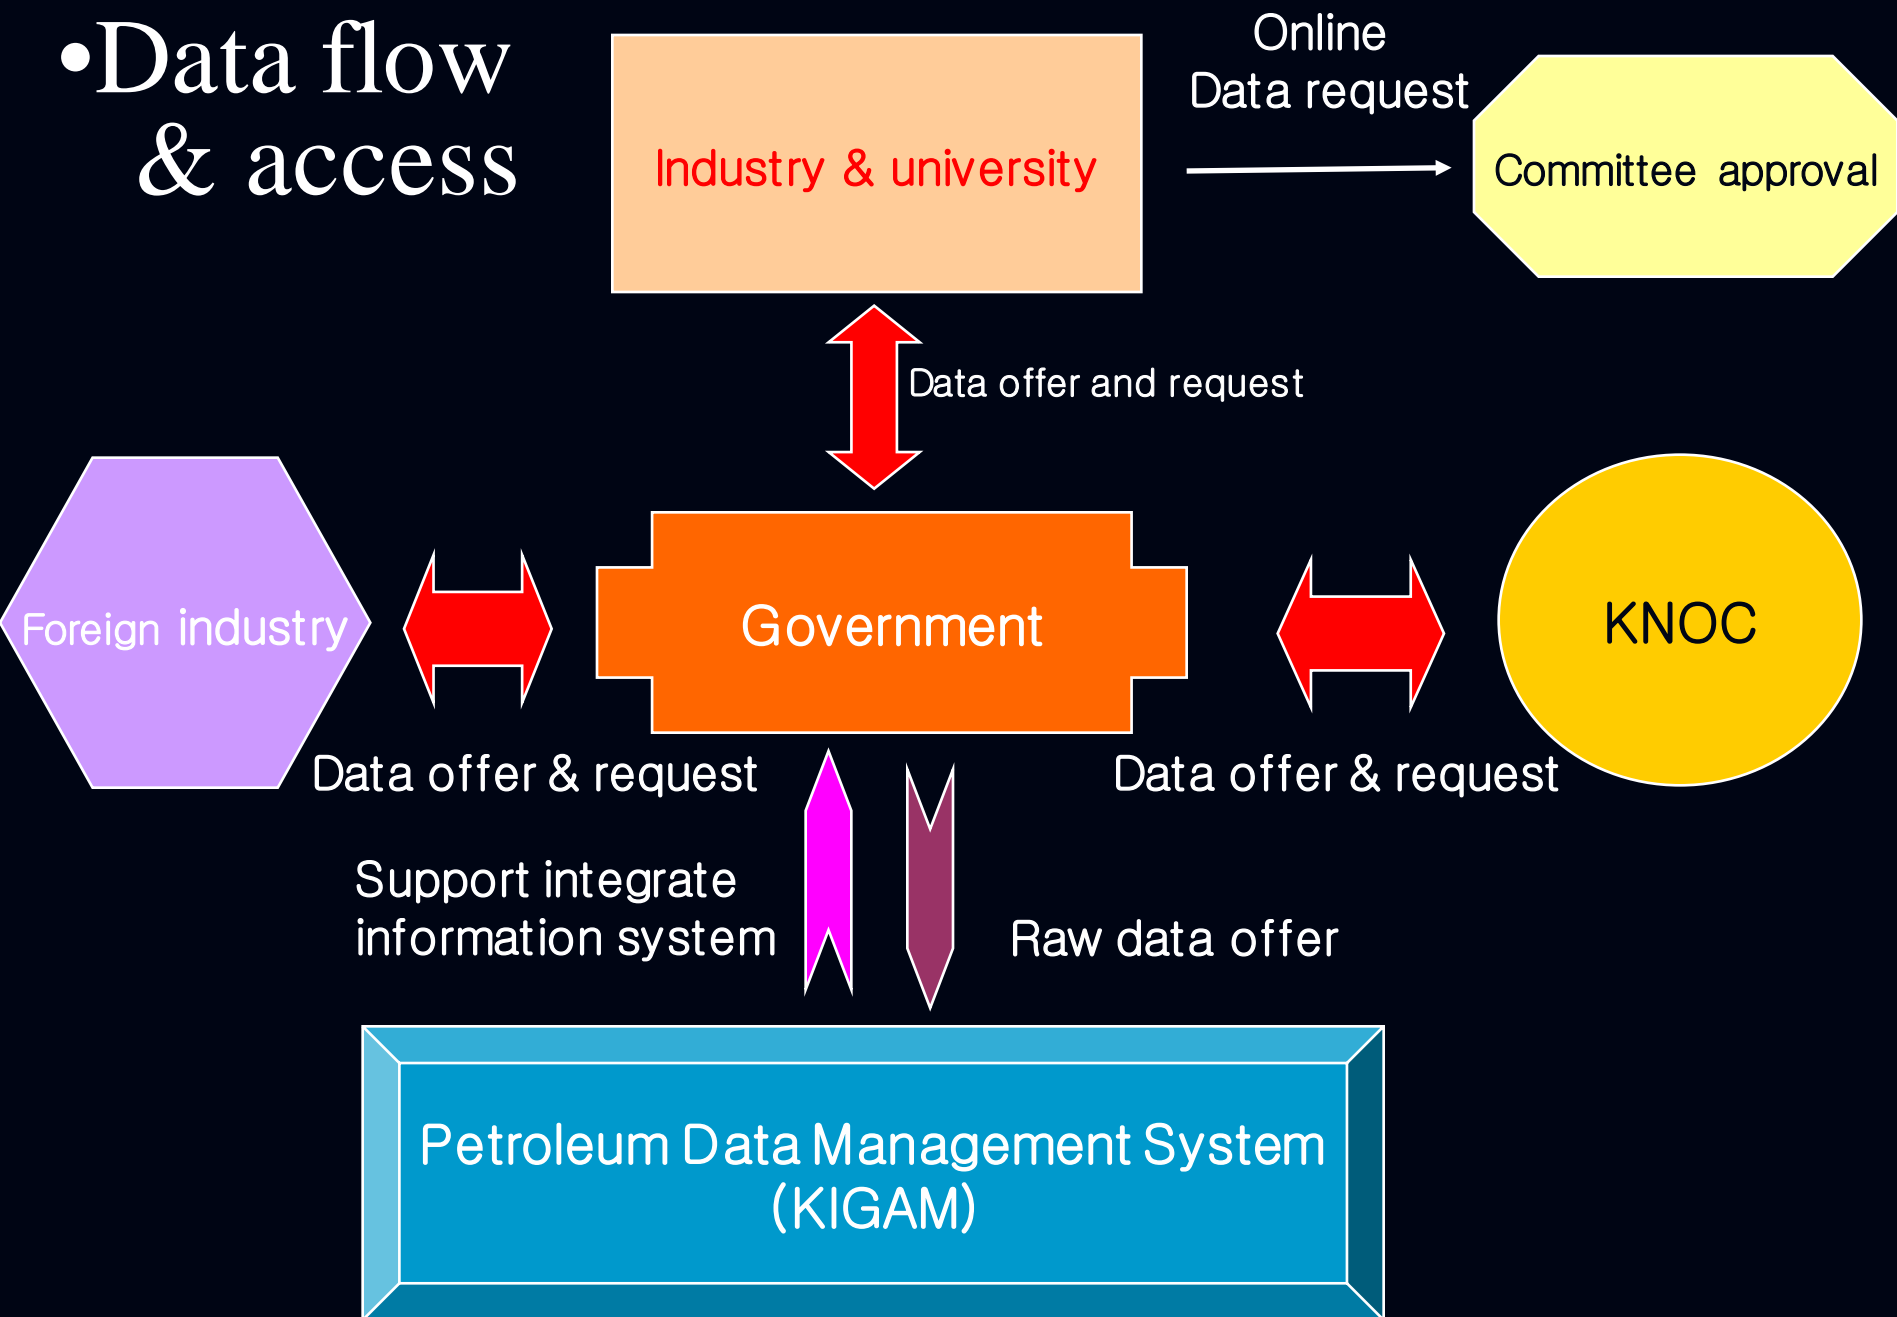 •Data flow
& access
Online
Data request
Industry & university
Committee approval
Data offer and request
Foreign industry
Government
KNOC
Data offer & request
Data offer & request
Support integrate
information system
Raw data offer
Petroleum Data Management System
(KIGAM)